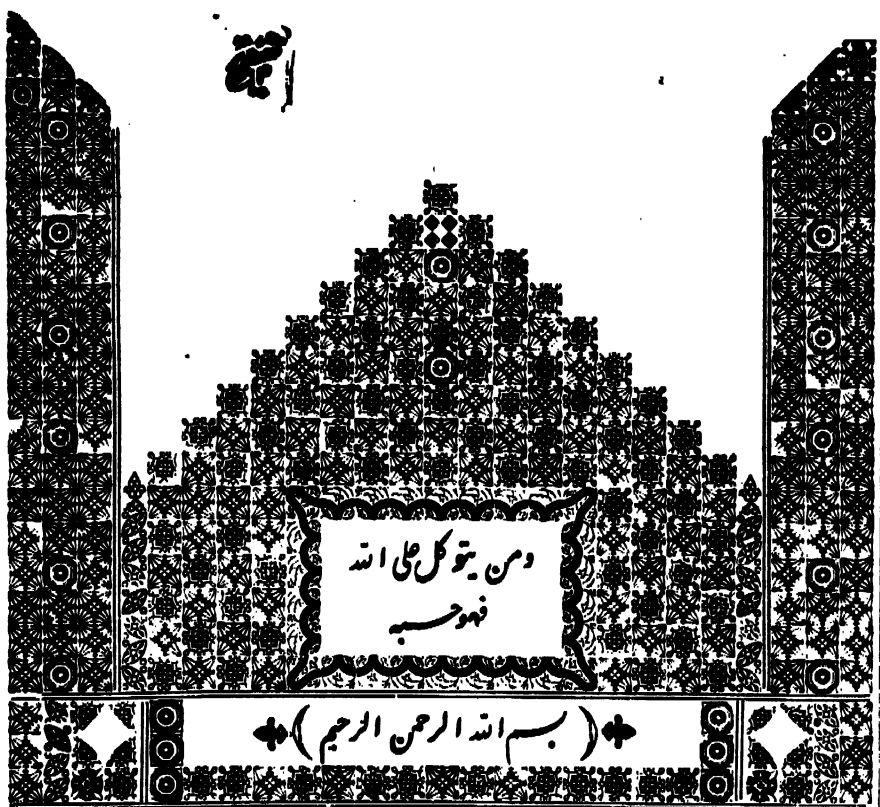 ومن يتوكل على الله
فهو حسبه
(بسم الله الرحمن الرحيم)